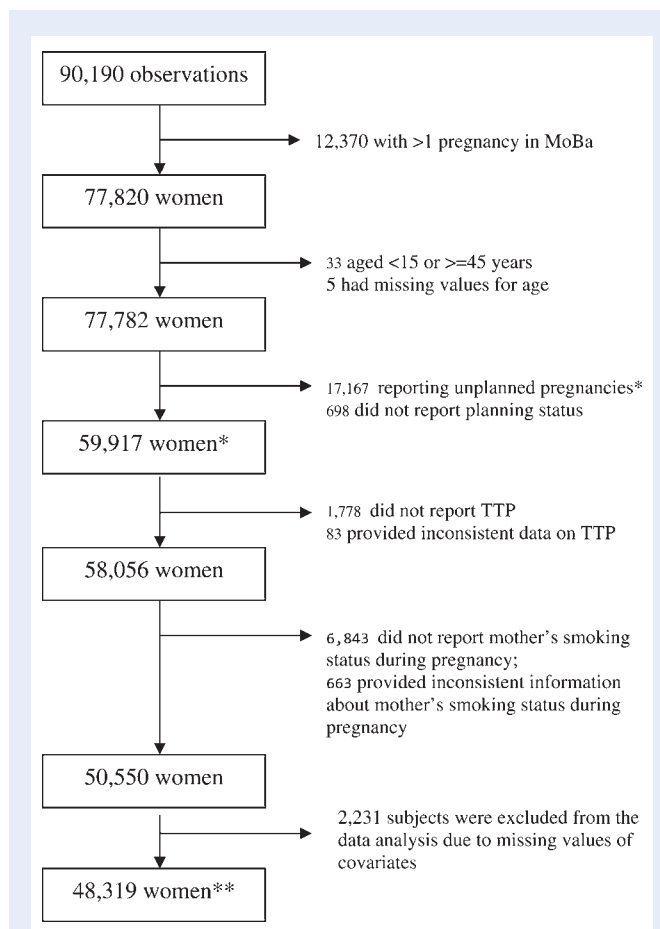 90,190 observations
12,370 with >1 pregnancy in MoBa
77,820 women
33 aged <15 or >=45 years
5 had missing values for age
77,782 women
17,167 reporting unplanned pregnancies*
698 did not report planning status
59,917 women*
1,778 did not report TTP
83 provided inconsistent data on TTP
58,056 women
6,843 did not report mother's smoking
status during pregnancy;
663 provided inconsistent information
about mother's smoking status during
pregnancy
50,550 women
2,231 subjects were excluded from the
data analysis due to missing values of
covariates
48,319 women**